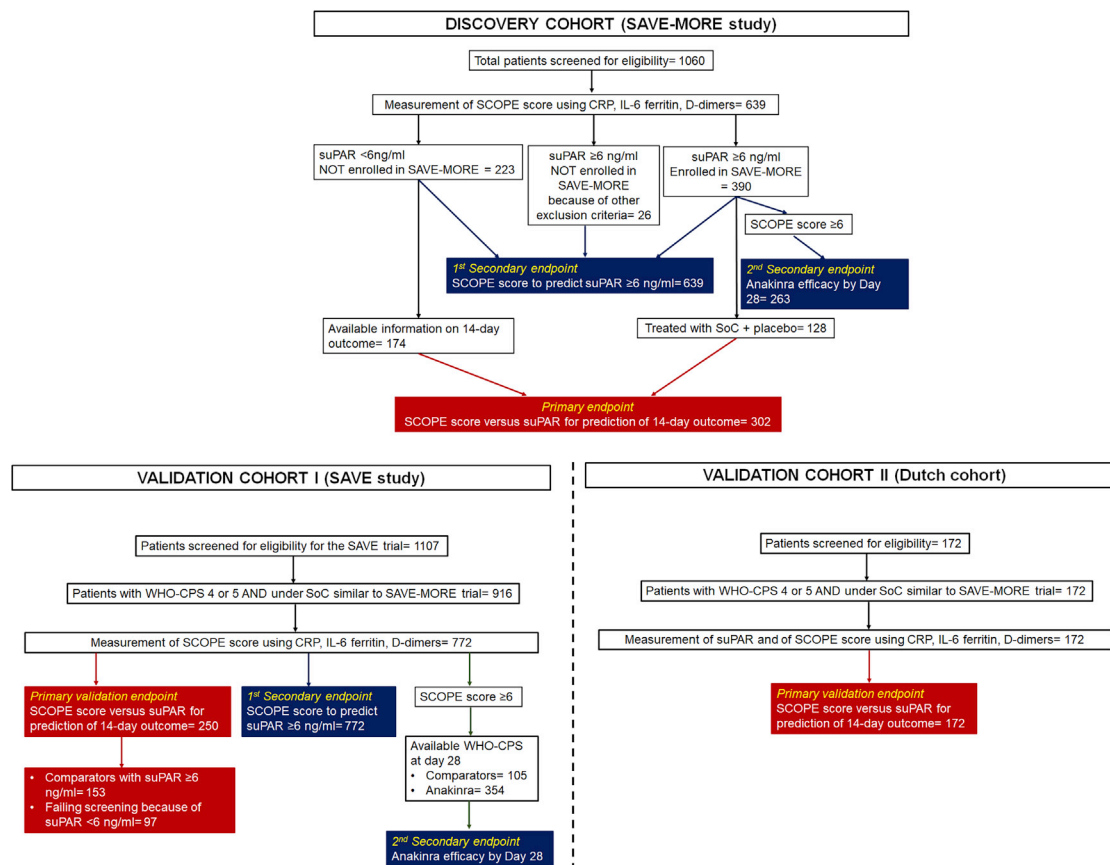 DISCOVERY COHORT (SAVE-MORE study)
Total patients screened for eligibility= 1060
Measurement of SCOPE score using CRP, IL-6 ferritin, D-dimers= 639
suPAR <6ng/ml
NOT enrolled in SAVE-MORE = 223
suPAR ≥6 ng/ml
NOT enrolled in
SAVE-MORE
because of other
exclusion criteria= 26
suPAR ≥6 ng/ml
Enrolled in SAVE-MORE
= 390
SCOPE score ≥6
1st Secondary endpoint
SCOPE score to predict suPAR ≥6 ng/ml= 639
2nd Secondary endpoint
Anakinra efficacy by Day
28= 263
Available information on 14-day
outcome= 174
Treated with SoC + placebo= 128
Primary endpoint
SCOPE score versus suPAR for prediction of 14-day outcome= 302
VALIDATION COHORT I (SAVE study)
Patients screened for eligibility for the SAVE trial= 1107
Patients with WHO-CPS 4 or 5 AND under SoC similar to SAVE-MORE trial= 916
Measurement of SCOPE score using CRP, IL-6 ferritin, D-dimers= 772
Primary validation endpoint
SCOPE score versus suPAR for
prediction of 14-day outcome= 250
1st Secondary endpoint
SCOPE score to predict
suPAR ≥6 ng/ml= 772
SCOPE score ≥6
• Comparators with suPAR ≥6
ng/ml= 153
• Failing screening because of
suPAR <6 ng/ml= 97
Available WHO-CPS
at day 28
• Comparators= 105
• Anakinra= 354
2nd Secondary endpoint
Anakinra efficacy by Day 28
VALIDATION COHORT II (Dutch cohort)
Patients screened for eligibility= 172
Patients with WHO-CPS 4 or 5 AND under SoC similar to SAVE-MORE trial= 172
Measurement of suPAR and of SCOPE score using CRP, IL-6 ferritin, D-dimers= 172
Primary validation endpoint
SCOPE score versus suPAR for
prediction of 14-day outcome= 172